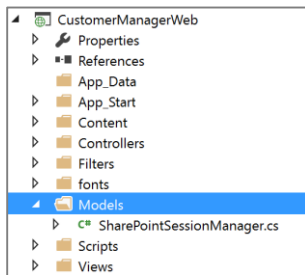 CustomerManagerWeb
Properties
References
App_Data
App_Start
Content
Controllers
Filters
fonts
Models
C# SharePointSessionManager.cs
Scripts
Views